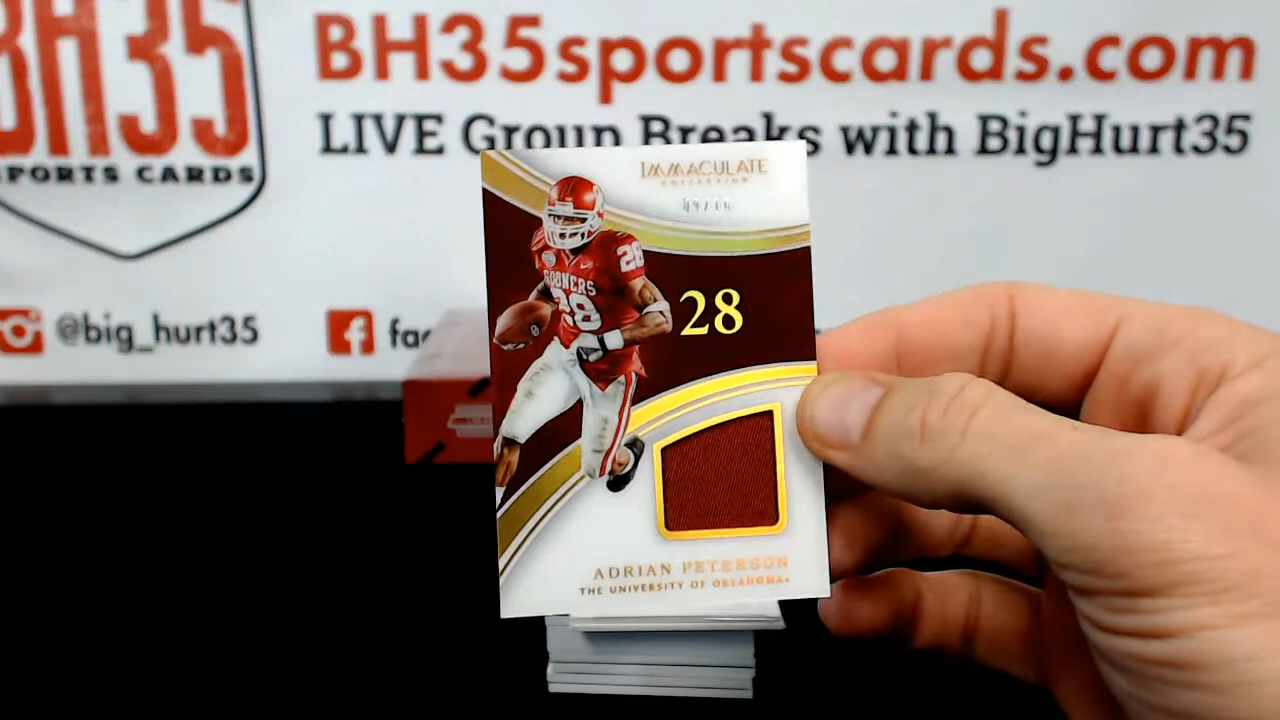 BH35
SPORTS CARDS
BH35sportscards.com
LIVE Group Breaks with BigHurt35
@big_hurt35
IMMACULATE
COLLECTION
28
SOONERS
28
28
ADRIAN PETERSON
THE UNIVERSITY OF OKLAHOMA